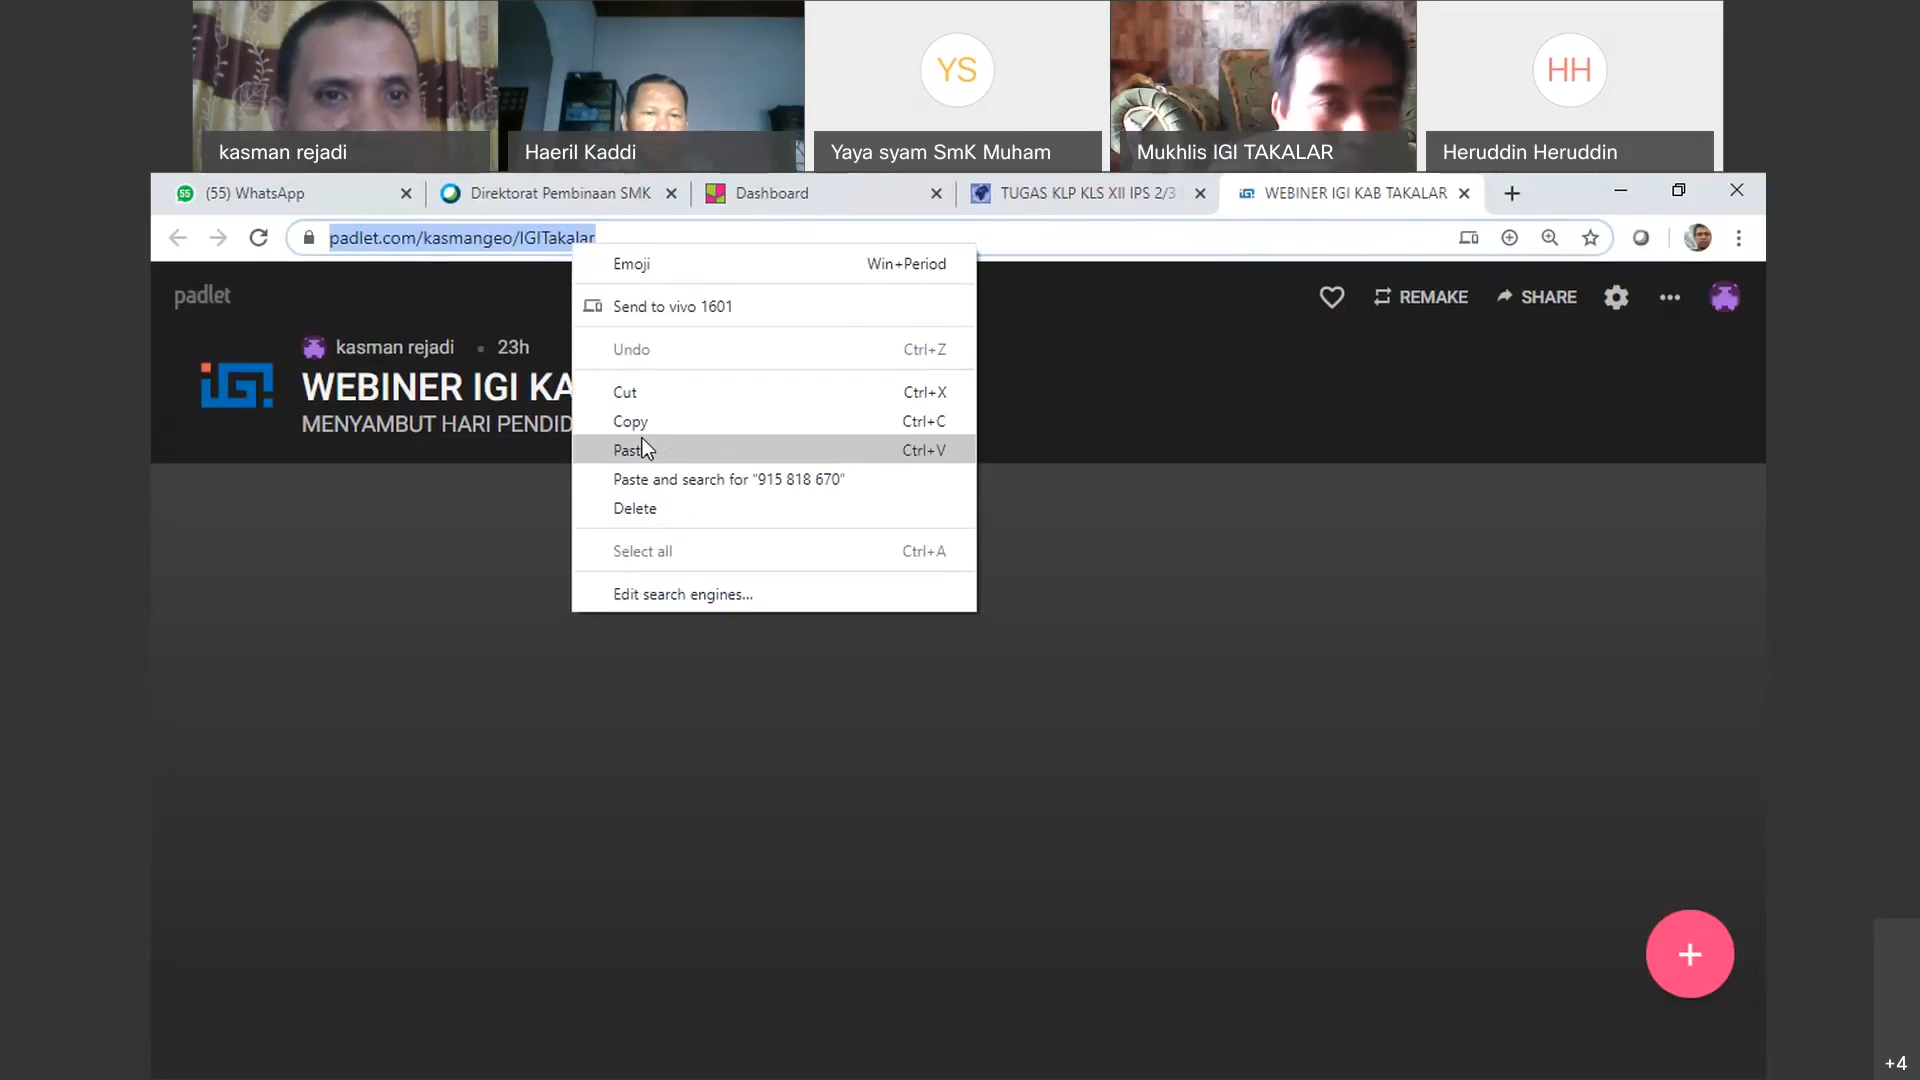 YS
HH
kasman rejadi
Haeril Kaddi
Yaya syam SmK Muham
Mukhlis IGI TAKALAR
Heruddin Heruddin
55 (55) WhatsApp
Direktorat Pembinaan SMK
Dashboard
TUGAS KLP KLS XII IPS 2/3
iGi WEBINER IGI KAB TAKALAR
padlet.com/kasmangeo/IGITakalar
Emoji Win+Period
Send to vivo 1601
Undo Ctrl+Z
Cut Ctrl+X
Copy Ctrl+C
Past Ctrl+V
Paste and search for “915 818 670”
Delete
Select all Ctrl+A
Edit search engines...
padlet
REMAKE
SHARE
kasman rejadi • 23h
iGi
WEBINER IGI KA
MENYAMBUT HARI PENDID
+4